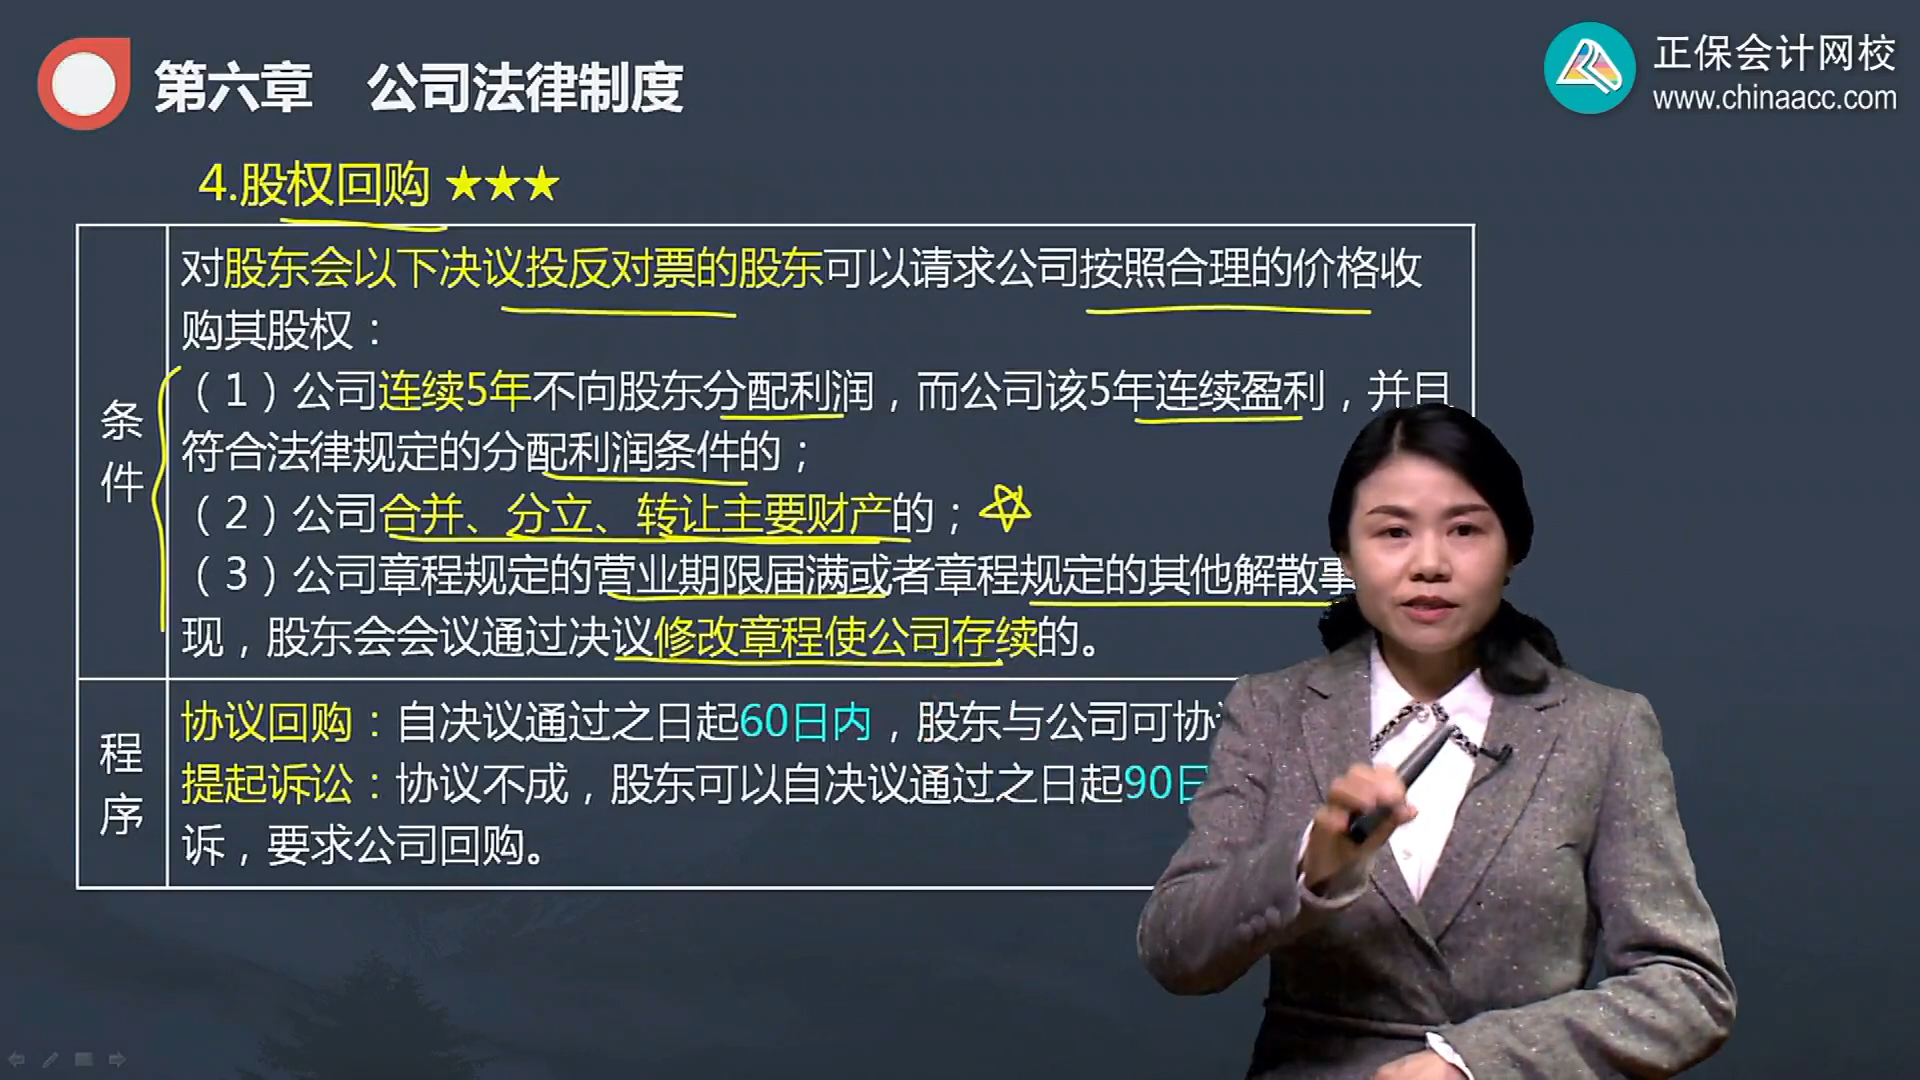 第六章 公司法律制度
正保会计网校
www.chinaacc.com
4.股权回购 ★★★
条件
对股东会以下决议投反对票的股东可以请求公司按照合理的价格收
购其股权：
（1）公司连续5年不向股东分配利润，而公司该5年连续盈利，并且
符合法律规定的分配利润条件的；
（2）公司合并、分立、转让主要财产的；
（3）公司章程规定的营业期限届满或者章程规定的其他解散事
现，股东会会议通过决议修改章程使公司存续的。
程序
协议回购：自决议通过之日起60日内，股东与公司可协
提起诉讼：协议不成，股东可以自决议通过之日起90日
诉，要求公司回购。